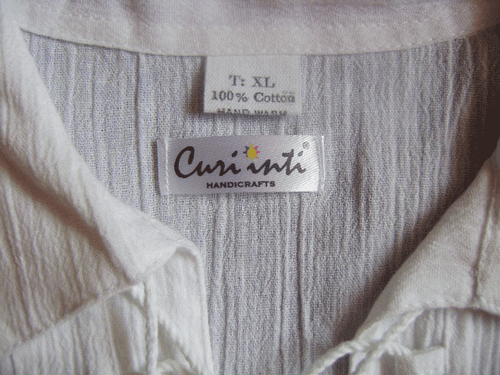 T: XL
100% Cotton
HAND WASH
Curi inti®
HANDICRAFTS